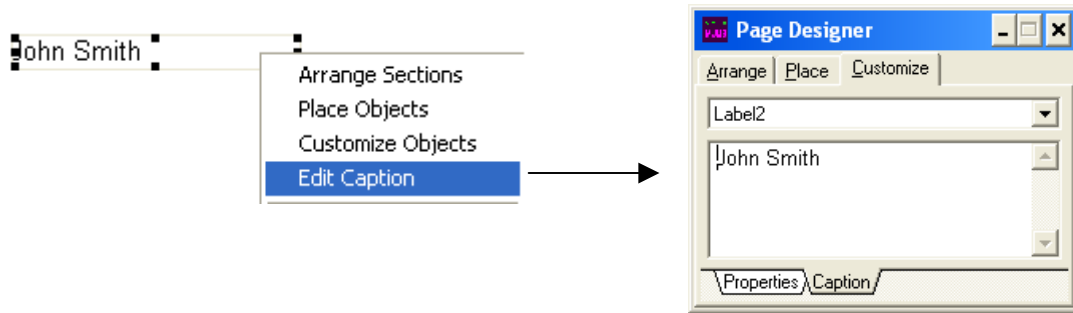 John Smith
Arrange Sections
Place Objects
Customize Objects
Edit Caption
Page Designer
Arrange Place Customize
Label2
John Smith
Properties Caption